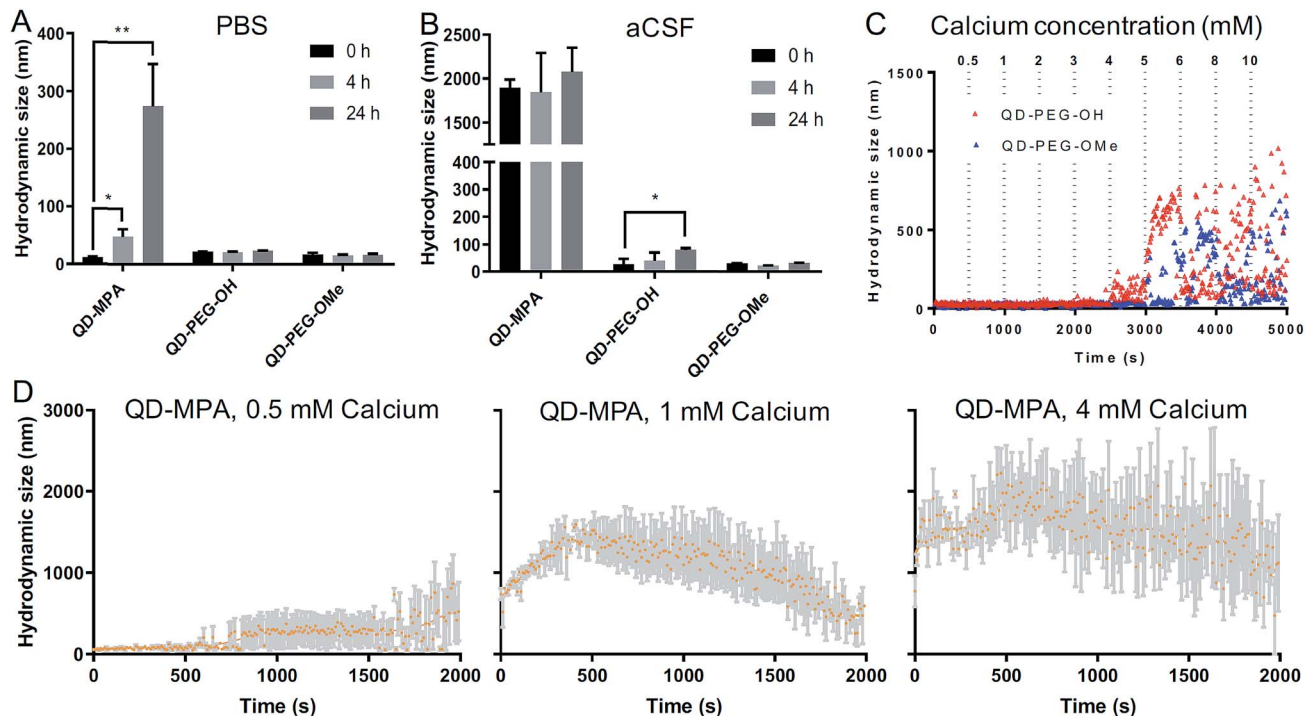 A
PBS
Hydrodynamic size (nm)
400
300
200
100
0
**
*
0 h
4 h
24 h
QD-MPA
QD-PEG-OH
QD-PEG-OMe
B
aCSF
Hydrodynamic size (nm)
2500
2000
1500
400
300
200
100
0
*
0 h
4 h
24 h
QD-MPA
QD-PEG-OH
QD-PEG-OMe
C
Calcium concentration (mM)
0.5 1 2 3 4 5 6 8 10
Hydrodynamic size (nm)
1500
1000
500
0
QD-PEG-OH
QD-PEG-OMe
0 1000 2000 3000 4000 5000
Time (s)
D
QD-MPA, 0.5 mM Calcium
Hydrodynamic size (nm)
3000
2000
1000
0
0 500 1000 1500 2000
Time (s)
QD-MPA, 1 mM Calcium
0 500 1000 1500 2000
Time (s)
QD-MPA, 4 mM Calcium
0 500 1000 1500 2000
Time (s)